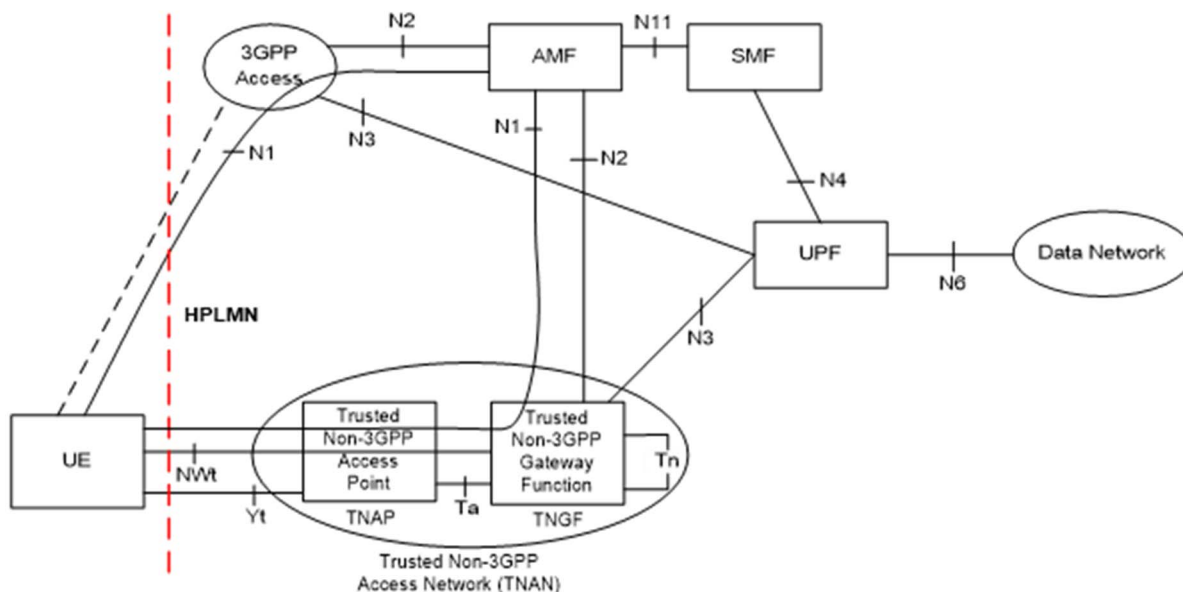 N2
N11
3GPP
Access
AMF
SMF
N3
N1
N1
N2
N4
UPF
Data Network
N6
HPLMN
N3
UE
NWt
Yt
Trusted
Non-3GPP
Access
Point
TNAP
Ta
Trusted
Non-3GPP
Gateway
Function
TNGF
Tn
Trusted Non-3GPP
Access Network (TNAN)